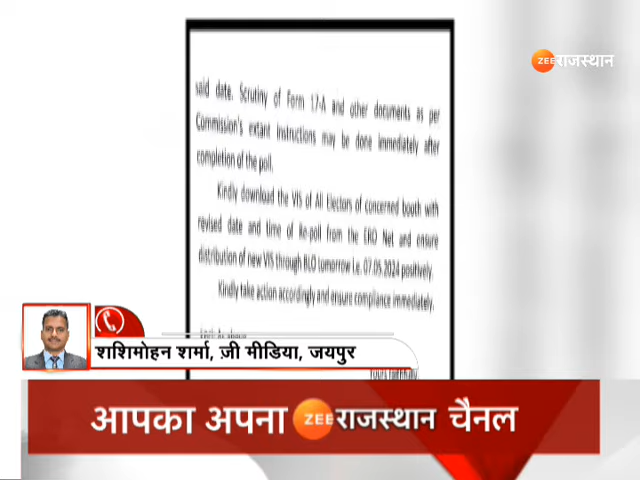 ZEE राजस्थान
said date. Scrutiny of Form 17-A and other documents as per
Commission's extant instructions may be done immediately after
completion of the poll.
Kindly download the VIS of All Electors of concerned booth with
revised date and time of Re-poll from the ERO Net and ensure
distribution of new VIS through BLO tomorrow i.e. 07.05.2024 positively.
Kindly take action accordingly and ensure compliance immediately.
Yours faithfully
शशिमोहन शर्मा, ज़ी मीडिया, जयपुर
आपका अपना ZEE राजस्थान चैनल